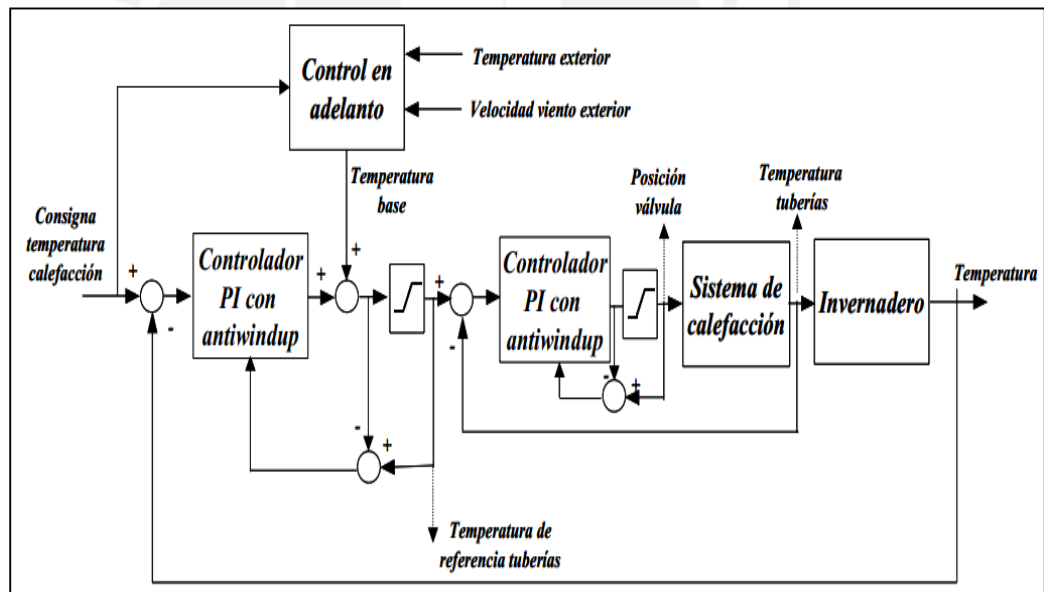 Control en
adelanto
Temperatura exterior
Velocidad viento exterior
Temperatura
base
Consigna
temperatura
calefacción
Posición
válvula
Temperatura
tuberías
+
-
Controlador
PI con
antiwindup
+
+
+
-
Controlador
PI con
antiwindup
Sistema de
calefacción
Invernadero
Temperatura
-
+
-
+
Temperatura de
referencia tuberías